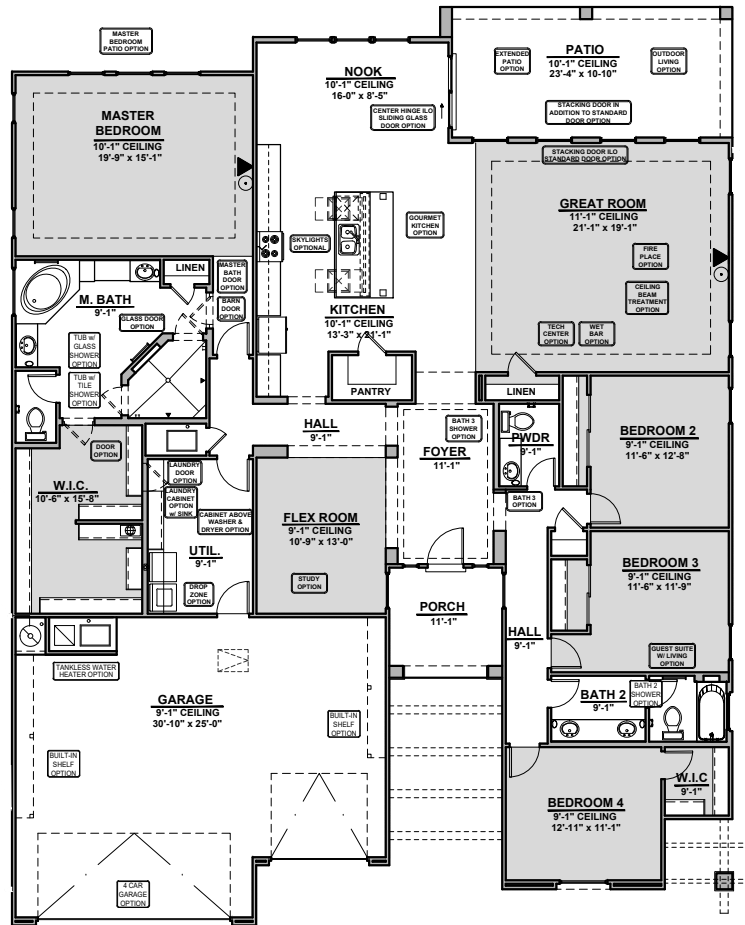 MASTER
BEDROOM
PATIO OPTION
NOOK
10'-1" CEILING
16-0" x 8'-5"
CENTER HINGE ILO
SLIDING GLASS
DOOR OPTION
EXTENDED
PATIO
OPTION
PATIO
10'-1" CEILING
23'-4" x 10-10"
OUTDOOR
LIVING
OPTION
STACKING DOOR IN
ADDITION TO STANDARD
DOOR OPTION
MASTER
BEDROOM
10'-1" CEILING
19'-9" x 15'-1"
STACKING DOOR ILO
STANDARD DOOR OPTION
GREAT ROOM
11'-1" CEILING
21'-1" x 19'-1"
FIRE
PLACE
OPTION
CEILING
BEAM
TREATMENT
OPTION
TECH
CENTER
OPTION
WET
BAR
OPTION
GOURMET
KITCHEN
OPTION
SKYLIGHTS
OPTIONAL
KITCHEN
10'-1" CEILING
13'-3" x 21'-1"
PANTRY
LINEN
MASTER
BATH
DOOR
OPTION
BARN
DOOR
OPTION
M. BATH
9'-1"
GLASS DOOR
OPTION
TUB w/
GLASS
SHOWER
OPTION
TUB w/
TILE
SHOWER
OPTION
DOOR
OPTION
W.I.C.
10'-6" x 15'-8"
HALL
9'-1"
FOYER
11'-1"
BATH 3
SHOWER
OPTION
LINEN
PWDR
9'-1"
BATH 3
OPTION
BEDROOM 2
9'-1" CEILING
11'-6" x 12'-8"
LAUNDRY
DOOR
OPTION
LAUNDRY
CABINET
OPTION
w/ SINK
CABINET ABOVE
WASHER &
DRYER OPTION
UTIL.
9'-1"
DROP
ZONE
OPTION
FLEX ROOM
9'-1" CEILING
10'-9" x 13'-0"
STUDY
OPTION
PORCH
11'-1"
HALL
9'-1"
BEDROOM 3
9'-1" CEILING
11'-6" x 11'-9"
GUEST SUITE
W/ LIVING
OPTION
BATH 2
9'-1"
BATH 2
SHOWER
OPTION
TANKLESS WATER
HEATER OPTION
GARAGE
9'-1" CEILING
30'-10" x 25'-0"
BUILT-IN
SHELF
OPTION
BUILT-IN
SHELF
OPTION
4 CAR
GARAGE
OPTION
W.I.C
9'-1"
BEDROOM 4
9'-1" CEILING
12'-11" x 11'-1"